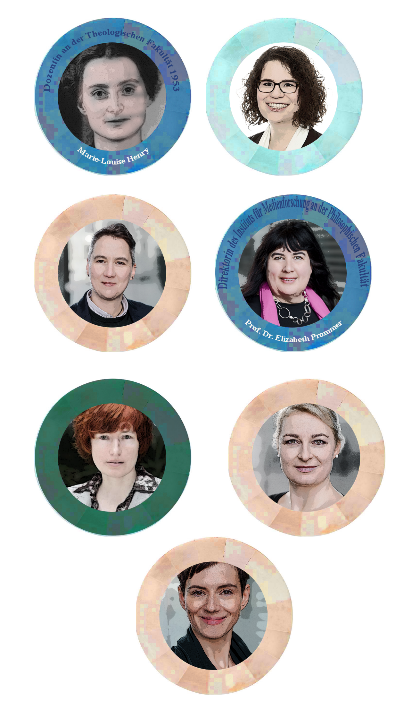 Dozentin an der Theologischen Fakultät 1953
Marie-Louise Henry
Direktorin der Instituts für Medienforschung an der Philosophischen Fakultät
Prof. Dr. Elizabeth Prommer